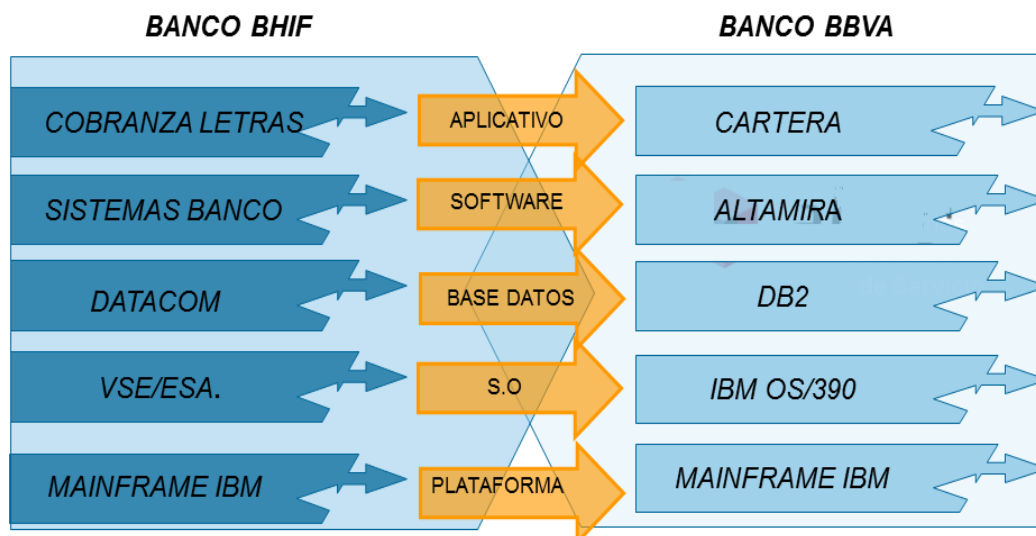 BANCO BHIF
BANCO BBVA
COBRANZA LETRAS
APLICATIVO
CARTERA
SISTEMAS BANCO
SOFTWARE
ALTAMIRA
DATACOM
BASE DATOS
DB2
VSE/ESA.
S.O
IBM OS/390
MAINFRAME IBM
PLATAFORMA
MAINFRAME IBM